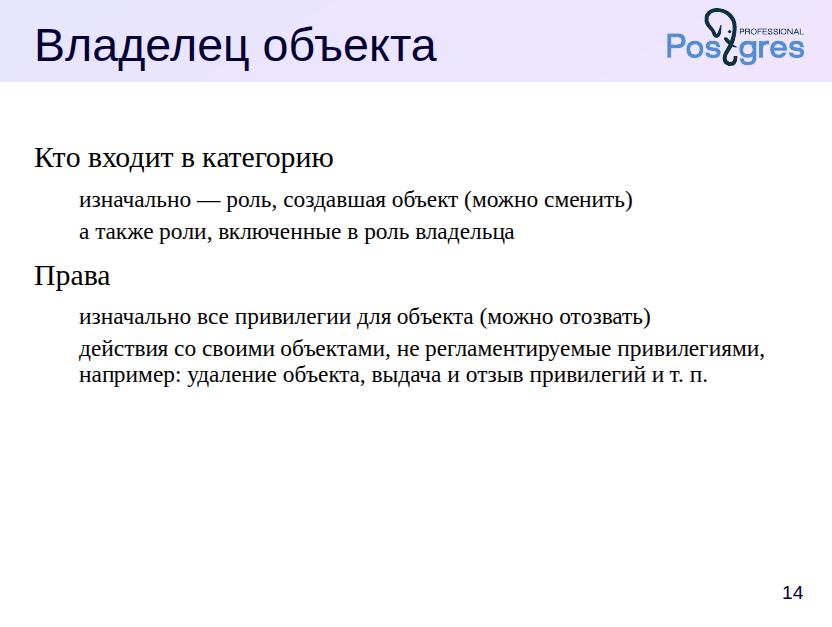 Владелец объекта
PROFESSIONAL
Postgres
Кто входит в категорию
изначально — роль, создавшая объект (можно сменить)
а также роли, включенные в роль владельца
Права
изначально все привилегии для объекта (можно отозвать)
действия со своими объектами, не регламентируемые привилегиями,
например: удаление объекта, выдача и отзыв привилегий и т. п.
14